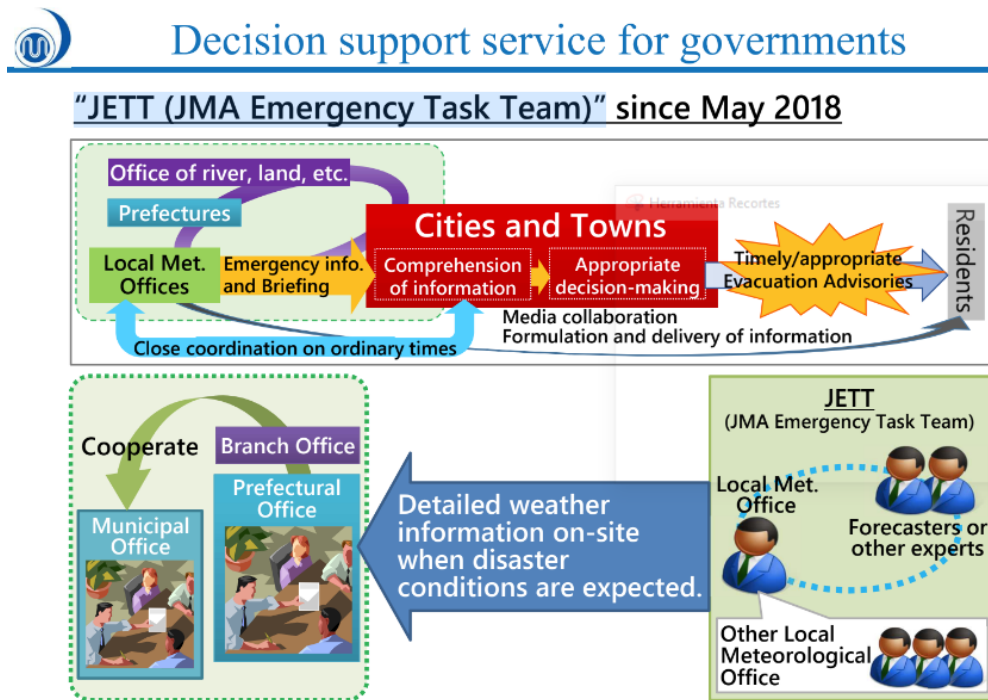 Decision support service for governments
“JETT (JMA Emergency Task Team)” since May 2018
Office of river, land, etc.
Prefectures
Local Met.
Offices
Emergency info.
and Briefing
Cities and Towns
Comprehension
of information
Appropriate
decision-making
Herramienta Recortes
Timely/appropriate
Evacuation Advisories
Residents
Media collaboration
Formulation and delivery of information
Close coordination on ordinary times
Cooperate
Branch Office
Prefectural
Office
Municipal
Office
Detailed weather
information on-site
when disaster
conditions are expected.
JETT
(JMA Emergency Task Team)
Local Met.
Office
Forecasters or
other experts
Other Local
Meteorological
Office